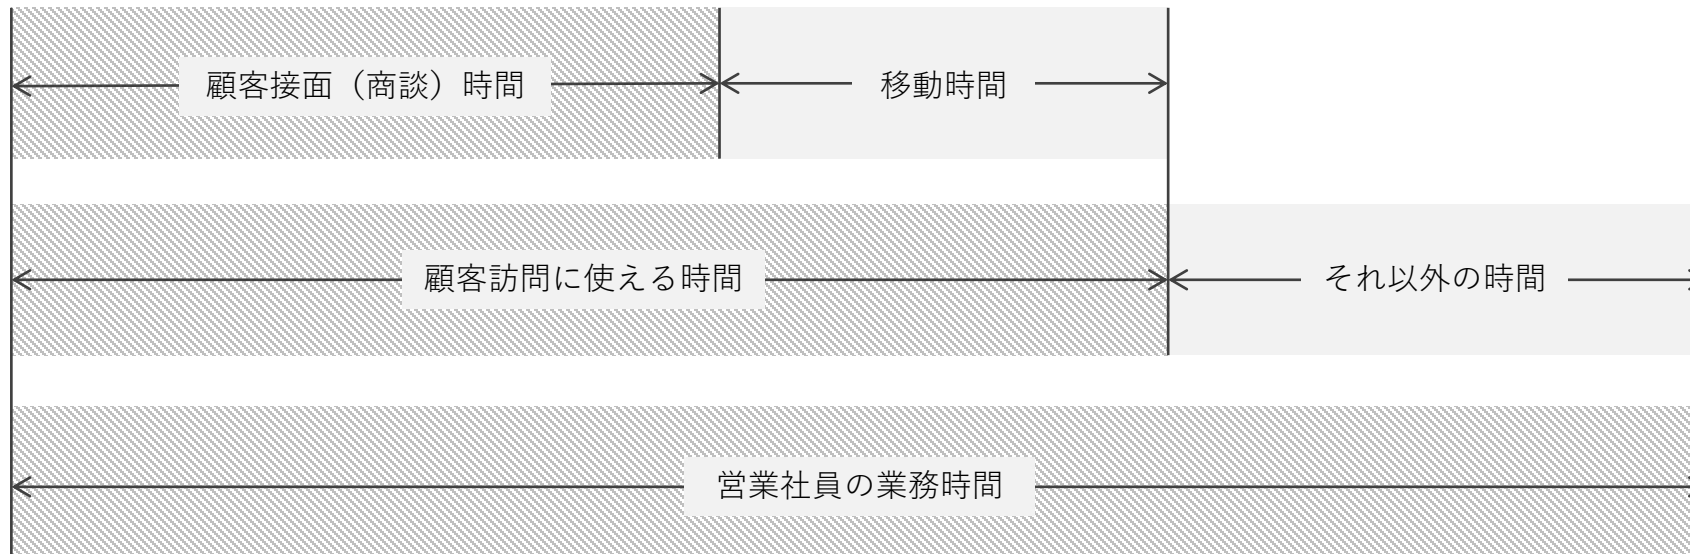 顧客接面（商談）時間
移動時間
顧客訪問に使える時間
それ以外の時間
営業社員の業務時間